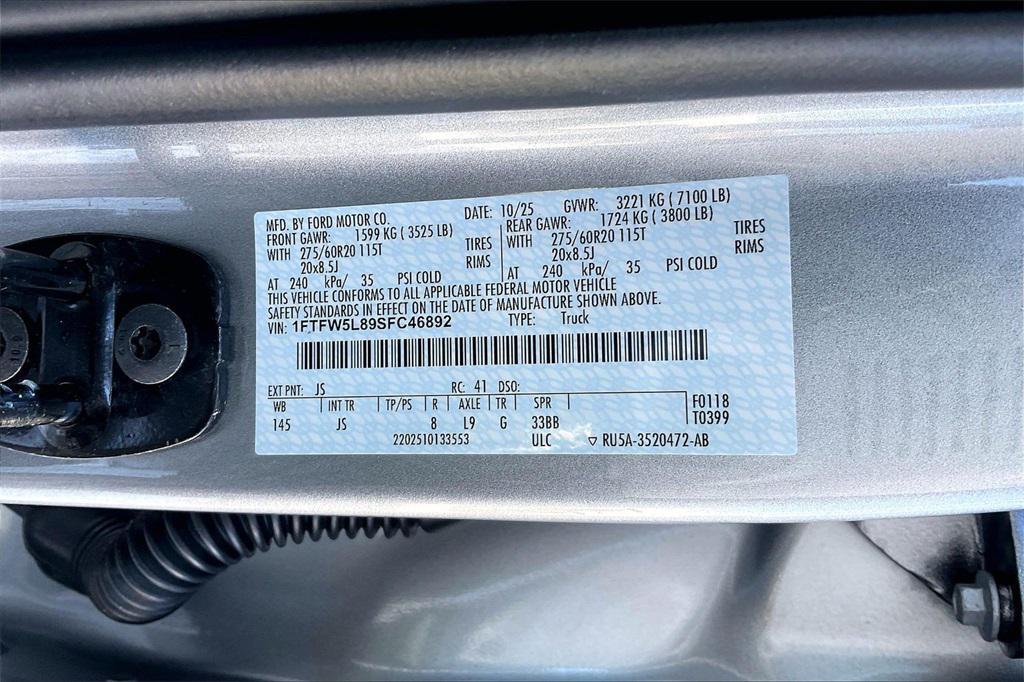 MFD. BY FORD MOTOR CO. DATE: 10/25 GVWR: 3221 KG ( 7100 LB)
FRONT GAWR: 1599 KG ( 3525 LB) REAR GAWR: 1724 KG ( 3800 LB)
WITH 275/60R20 115T TIRES WITH 275/60R20 115T TIRES
20x8.5J RIMS 20x8.5J RIMS
AT 240 kPa/ 35 PSI COLD AT 240 kPa/ 35 PSI COLD
THIS VEHICLE CONFORMS TO ALL APPLICABLE FEDERAL MOTOR VEHICLE
SAFETY STANDARDS IN EFFECT ON THE DATE OF MANUFACTURE SHOWN ABOVE.
VIN: 1FTFW5L89SFC46892 TYPE: Truck
EXT PNT: JS RC: 41 DSO: F0118
WB INT TR TP/PS R AXLE TR SPR T0399
145 JS 8 L9 G 33BB
2202510133553 ULC ▽ RU5A-3520472-AB